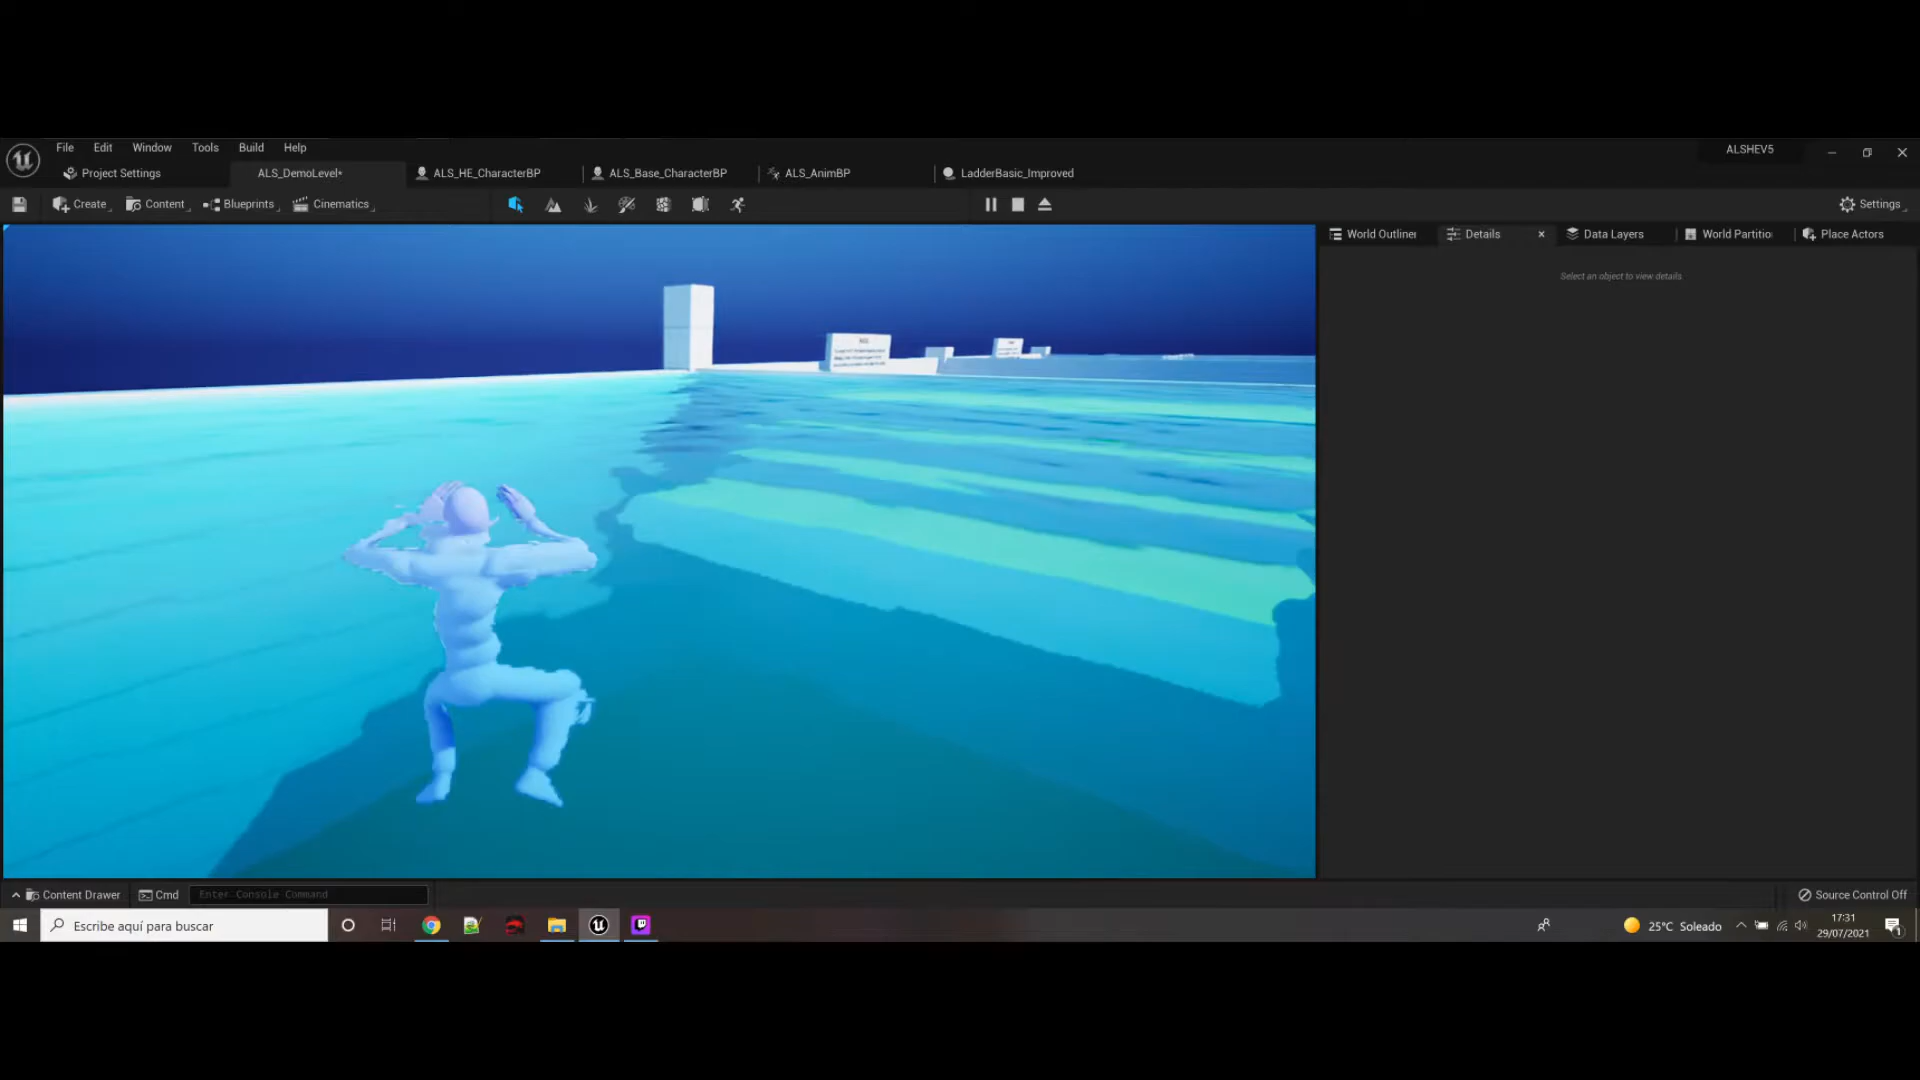 File Edit Window Tools Build Help
ALSHEV5
Project Settings ALS_DemoLevel* ALS_HE_CharacterBP ALS_Base_CharacterBP ALS_AnimBP LadderBasic_Improved
Create Content Blueprints Cinematics Settings
World Outliner Details Data Layers World Partitio Place Actors
Select an object to view details
Content Drawer Cmd Enter Console Command Source Control Off
Escribe aquí para buscar 25°C Soleado 17:31
29/07/2021
1